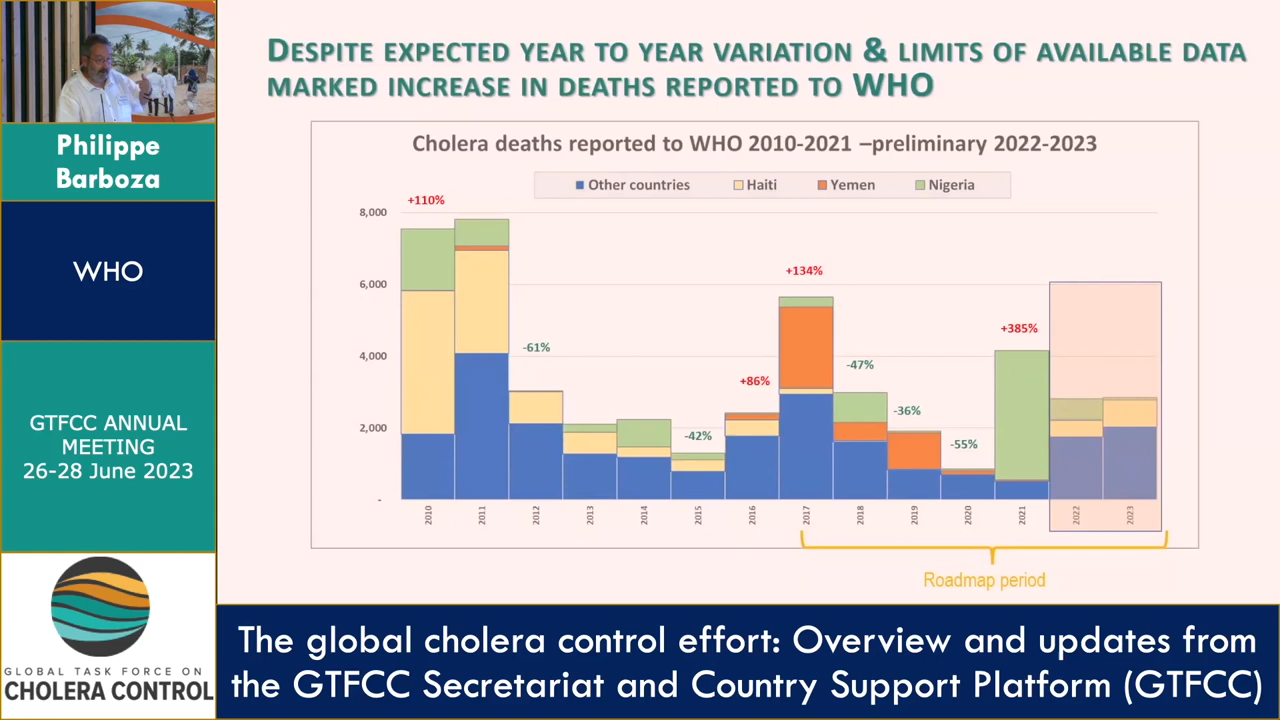 Philippe
Barboza
WHO
GTFCC ANNUAL
MEETING
26-28 June 2023
GLOBAL TASK FORCE ON
CHOLERA CONTROL
DESPITE EXPECTED YEAR TO YEAR VARIATION & LIMITS OF AVAILABLE DATA
MARKED INCREASE IN DEATHS REPORTED TO WHO
Cholera deaths reported to WHO 2010-2021 –preliminary 2022-2023
Other countries Haiti Yemen Nigeria
+110%
8,000
+134%
6,000
+385%
-61%
4,000
-47%
+86%
-36%
2,000
-42%
-55%
-
2010 2011 2012 2013 2014 2015 2016 2017 2018 2019 2020 2021 2022 2023
Roadmap period
The global cholera control effort: Overview and updates from
the GTFCC Secretariat and Country Support Platform (GTFCC)